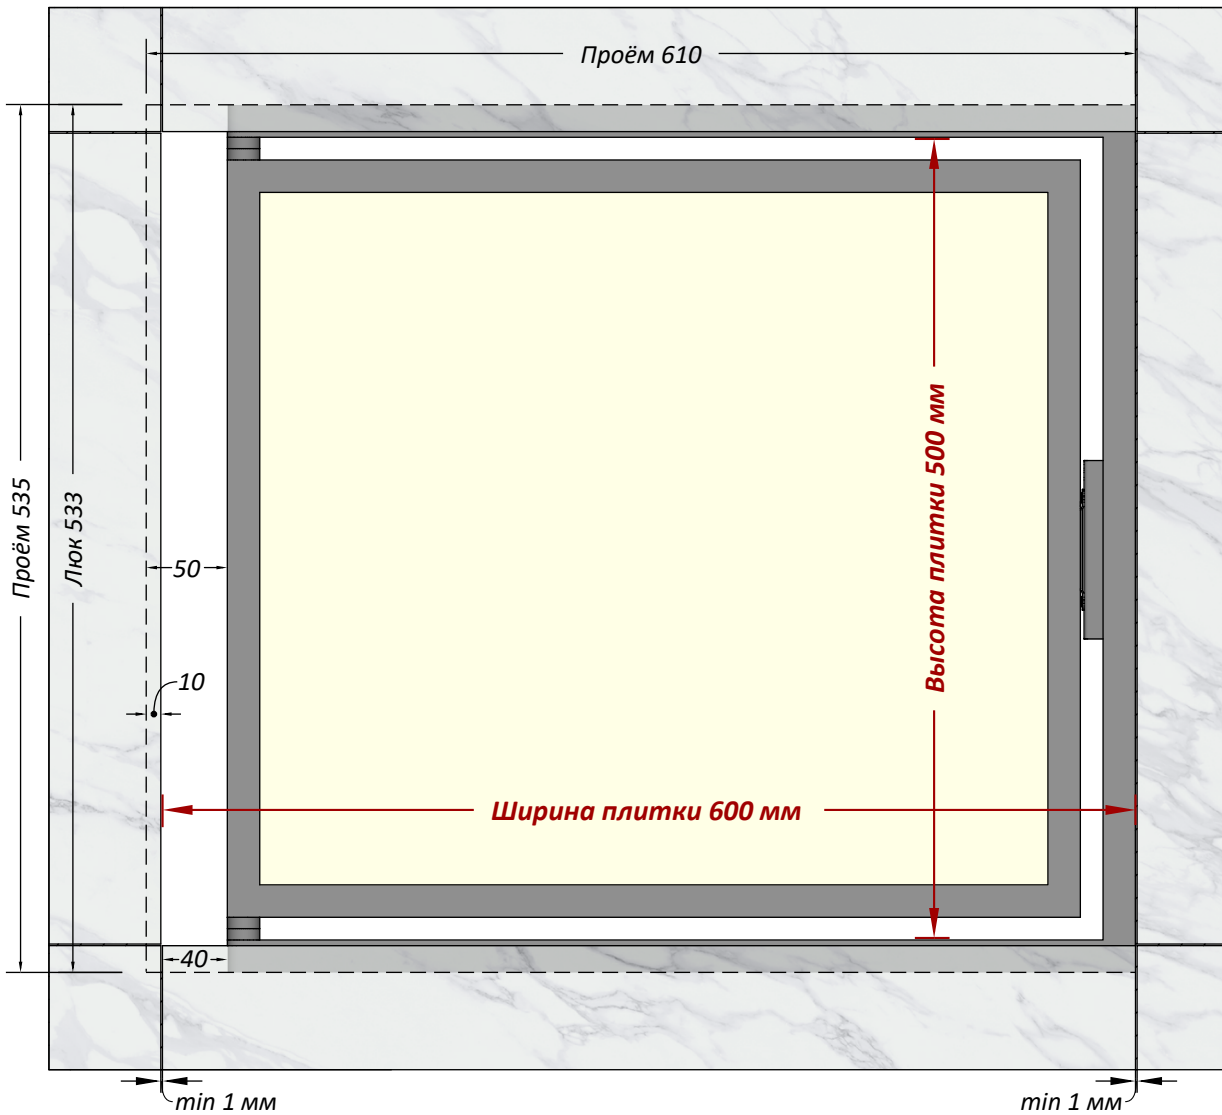 Проём 610
Проём 535
Люк 533
Высота плитки 500 мм
50
10
Ширина плитки 600 мм
40
min 1 мм
min 1 мм